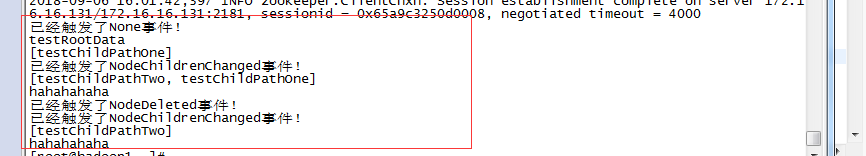 2018-09-06 16:01:42,397 INFO zookeeper.ClientCnxn: Session establishment complete on server 172.1
6.16.131/172.16.16.131:2181, sessionid = 0x65a9c3250d0008, negotiated timeout = 4000
已经触发了None事件!
testRootData
[testChildPathOne]
已经触发了NodeChildrenChanged事件!
[testChildPathTwo, testChildPathOne]
hahahahaha
已经触发了NodeDeleted事件!
已经触发了NodeChildrenChanged事件!
[testChildPathTwo]
hahahahaha